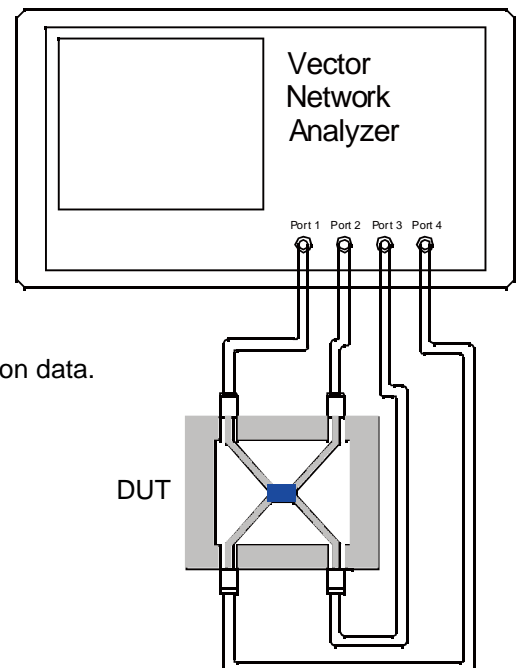 Vector
Network
Analyzer
Port 1 Port 2 Port 3 Port 4
on data.
DUT